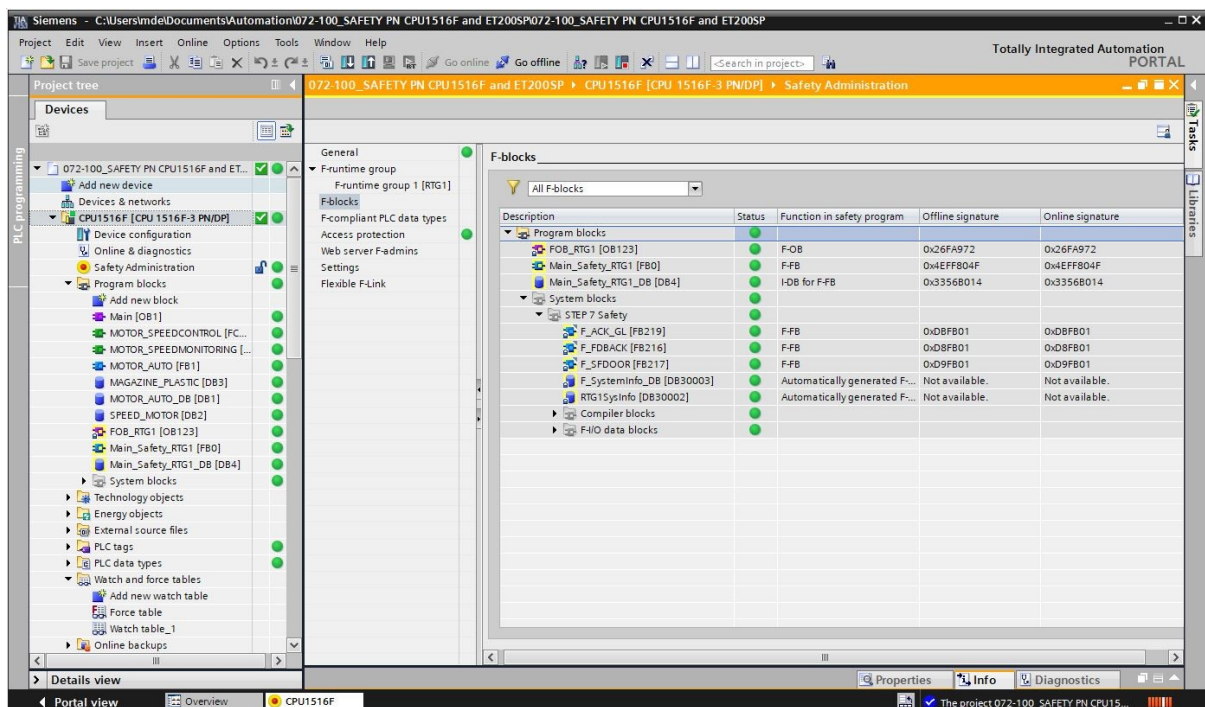 Siemens - C:\Users\mde\Documents\Automation\072-100_SAFETY PN CPU1516F and ET200SP\072-100_SAFETY PN CPU1516F and ET200SP
Project Edit View Insert Online Options Tools Window Help
Totally Integrated Automation
PORTAL
Save project Go online Go offline <Search in project>
Project tree
072-100_SAFETY PN CPU1516F and ET200SP CPU1516F [CPU 1516F-3 PN/DP] Safety Administration
Devices
PLC programming
072-100_SAFETY PN CPU1516F and ET...
Add new device
Devices & networks
CPU1516F [CPU 1516F-3 PN/DP]
Device configuration
Online & diagnostics
Safety Administration
Program blocks
Add new block
Main [OB1]
MOTOR_SPEEDCONTROL [FC...
MOTOR_SPEEDMONITORING [...
MOTOR_AUTO [FB1]
MAGAZINE_PLASTIC [DB3]
MOTOR_AUTO_DB [DB1]
SPEED_MOTOR [DB2]
FOB_RTG1 [OB123]
Main_Safety_RTG1 [FB0]
Main_Safety_RTG1_DB [DB4]
System blocks
Technology objects
Energy objects
External source files
PLC tags
PLC data types
Watch and force tables
Add new watch table
Force table
Watch table_1
Online backups
Details view
General
F-runtime group
F-runtime group 1 [RTG1]
F-blocks
F-compliant PLC data types
Access protection
Web server F-admins
Settings
Flexible F-Link
F-blocks
All F-blocks
Description Status Function in safety program Offline signature Online signature
Program blocks
FOB_RTG1 [OB123] F-OB 0x26FA972 0x26FA972
Main_Safety_RTG1 [FB0] F-FB 0x4EFF804F 0x4EFF804F
Main_Safety_RTG1_DB [DB4] I-DB for F-FB 0x3356B014 0x3356B014
System blocks
STEP 7 Safety
F_ACK_GL [FB219] F-FB 0xDBFB01 0xDBFB01
F_FDBACK [FB216] F-FB 0xD8FB01 0xD8FB01
F_SFDOOR [FB217] F-FB 0xD9FB01 0xD9FB01
F_SystemInfo_DB [DB30003] Automatically generated F-... Not available. Not available.
RTG1SysInfo [DB30002] Automatically generated F-... Not available. Not available.
Compiler blocks
F-I/O data blocks
Tasks
Libraries
Properties Info Diagnostics
Portal view Overview CPU1516F The project 072-100_SAFETY PN CPU15...